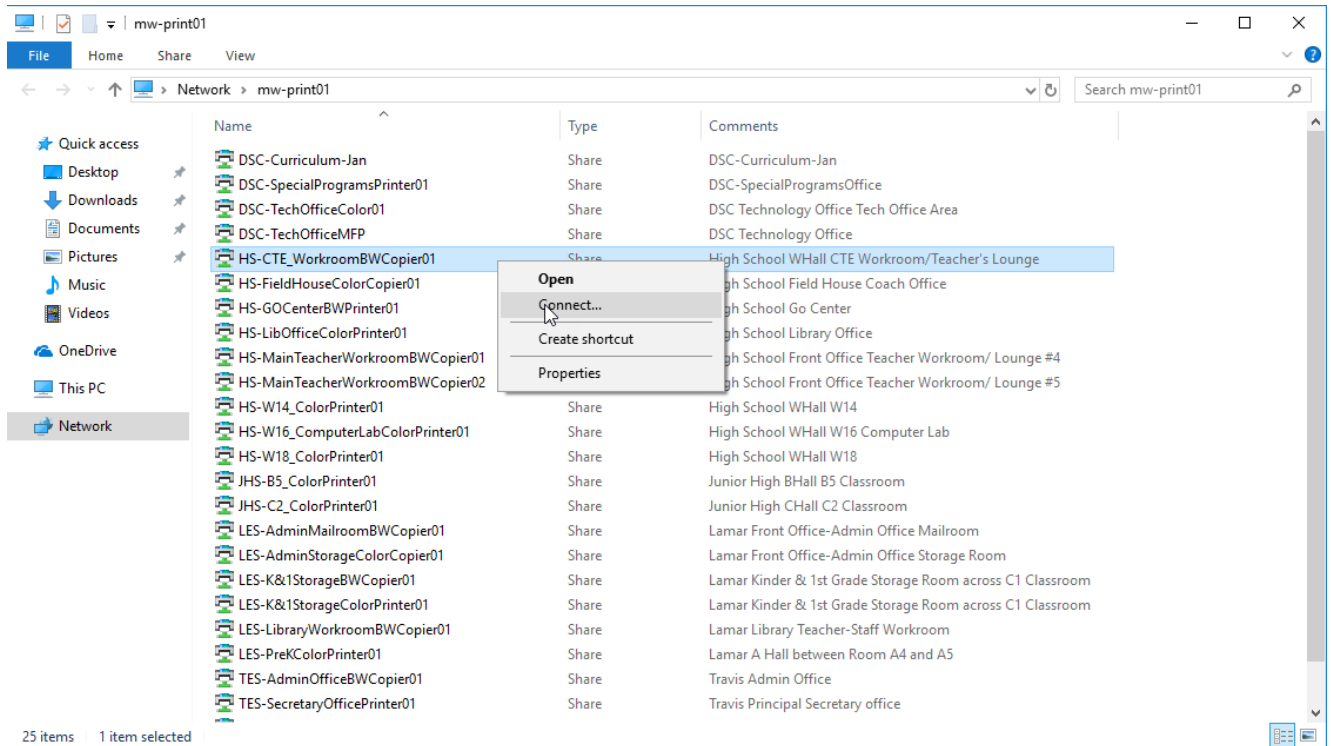 mw-print01
File Home Share View
Network > mw-print01 Search mw-print01
Name Type Comments
Quick access
Desktop
Downloads
Documents
Pictures
Music
Videos
OneDrive
This PC
Network
DSC-Curriculum-Jan Share DSC-Curriculum-Jan
DSC-SpecialProgramsPrinter01 Share DSC-SpecialProgramsOffice
DSC-TechOfficeColor01 Share DSC Technology Office Tech Office Area
DSC-TechOfficeMFP Share DSC Technology Office
HS-CTE_WorkroomBWCopier01 Share High School WHall CTE Workroom/Teacher's Lounge
HS-FieldHouseColorCopier01 gh School Field House Coach Office
HS-GOCenterBWPrinter01 gh School Go Center
HS-LibOfficeColorPrinter01 gh School Library Office
HS-MainTeacherWorkroomBWCopier01 gh School Front Office Teacher Workroom/ Lounge #4
HS-MainTeacherWorkroomBWCopier02 gh School Front Office Teacher Workroom/ Lounge #5
HS-W14_ColorPrinter01 Share High School WHall W14
HS-W16_ComputerLabColorPrinter01 Share High School WHall W16 Computer Lab
HS-W18_ColorPrinter01 Share High School WHall W18
JHS-B5_ColorPrinter01 Share Junior High BHall B5 Classroom
JHS-C2_ColorPrinter01 Share Junior High CHall C2 Classroom
LES-AdminMailroomBWCopier01 Share Lamar Front Office-Admin Office Mailroom
LES-AdminStorageColorCopier01 Share Lamar Front Office-Admin Office Storage Room
LES-K&1StorageBWCopier01 Share Lamar Kinder & 1st Grade Storage Room across C1 Classroom
LES-K&1StorageColorPrinter01 Share Lamar Kinder & 1st Grade Storage Room across C1 Classroom
LES-LibraryWorkroomBWCopier01 Share Lamar Library Teacher-Staff Workroom
LES-PreKColorPrinter01 Share Lamar A Hall between Room A4 and A5
TES-AdminOfficeBWCopier01 Share Travis Admin Office
TES-SecretaryOfficePrinter01 Share Travis Principal Secretary office
Open
Connect...
Create shortcut
Properties
25 items 1 item selected